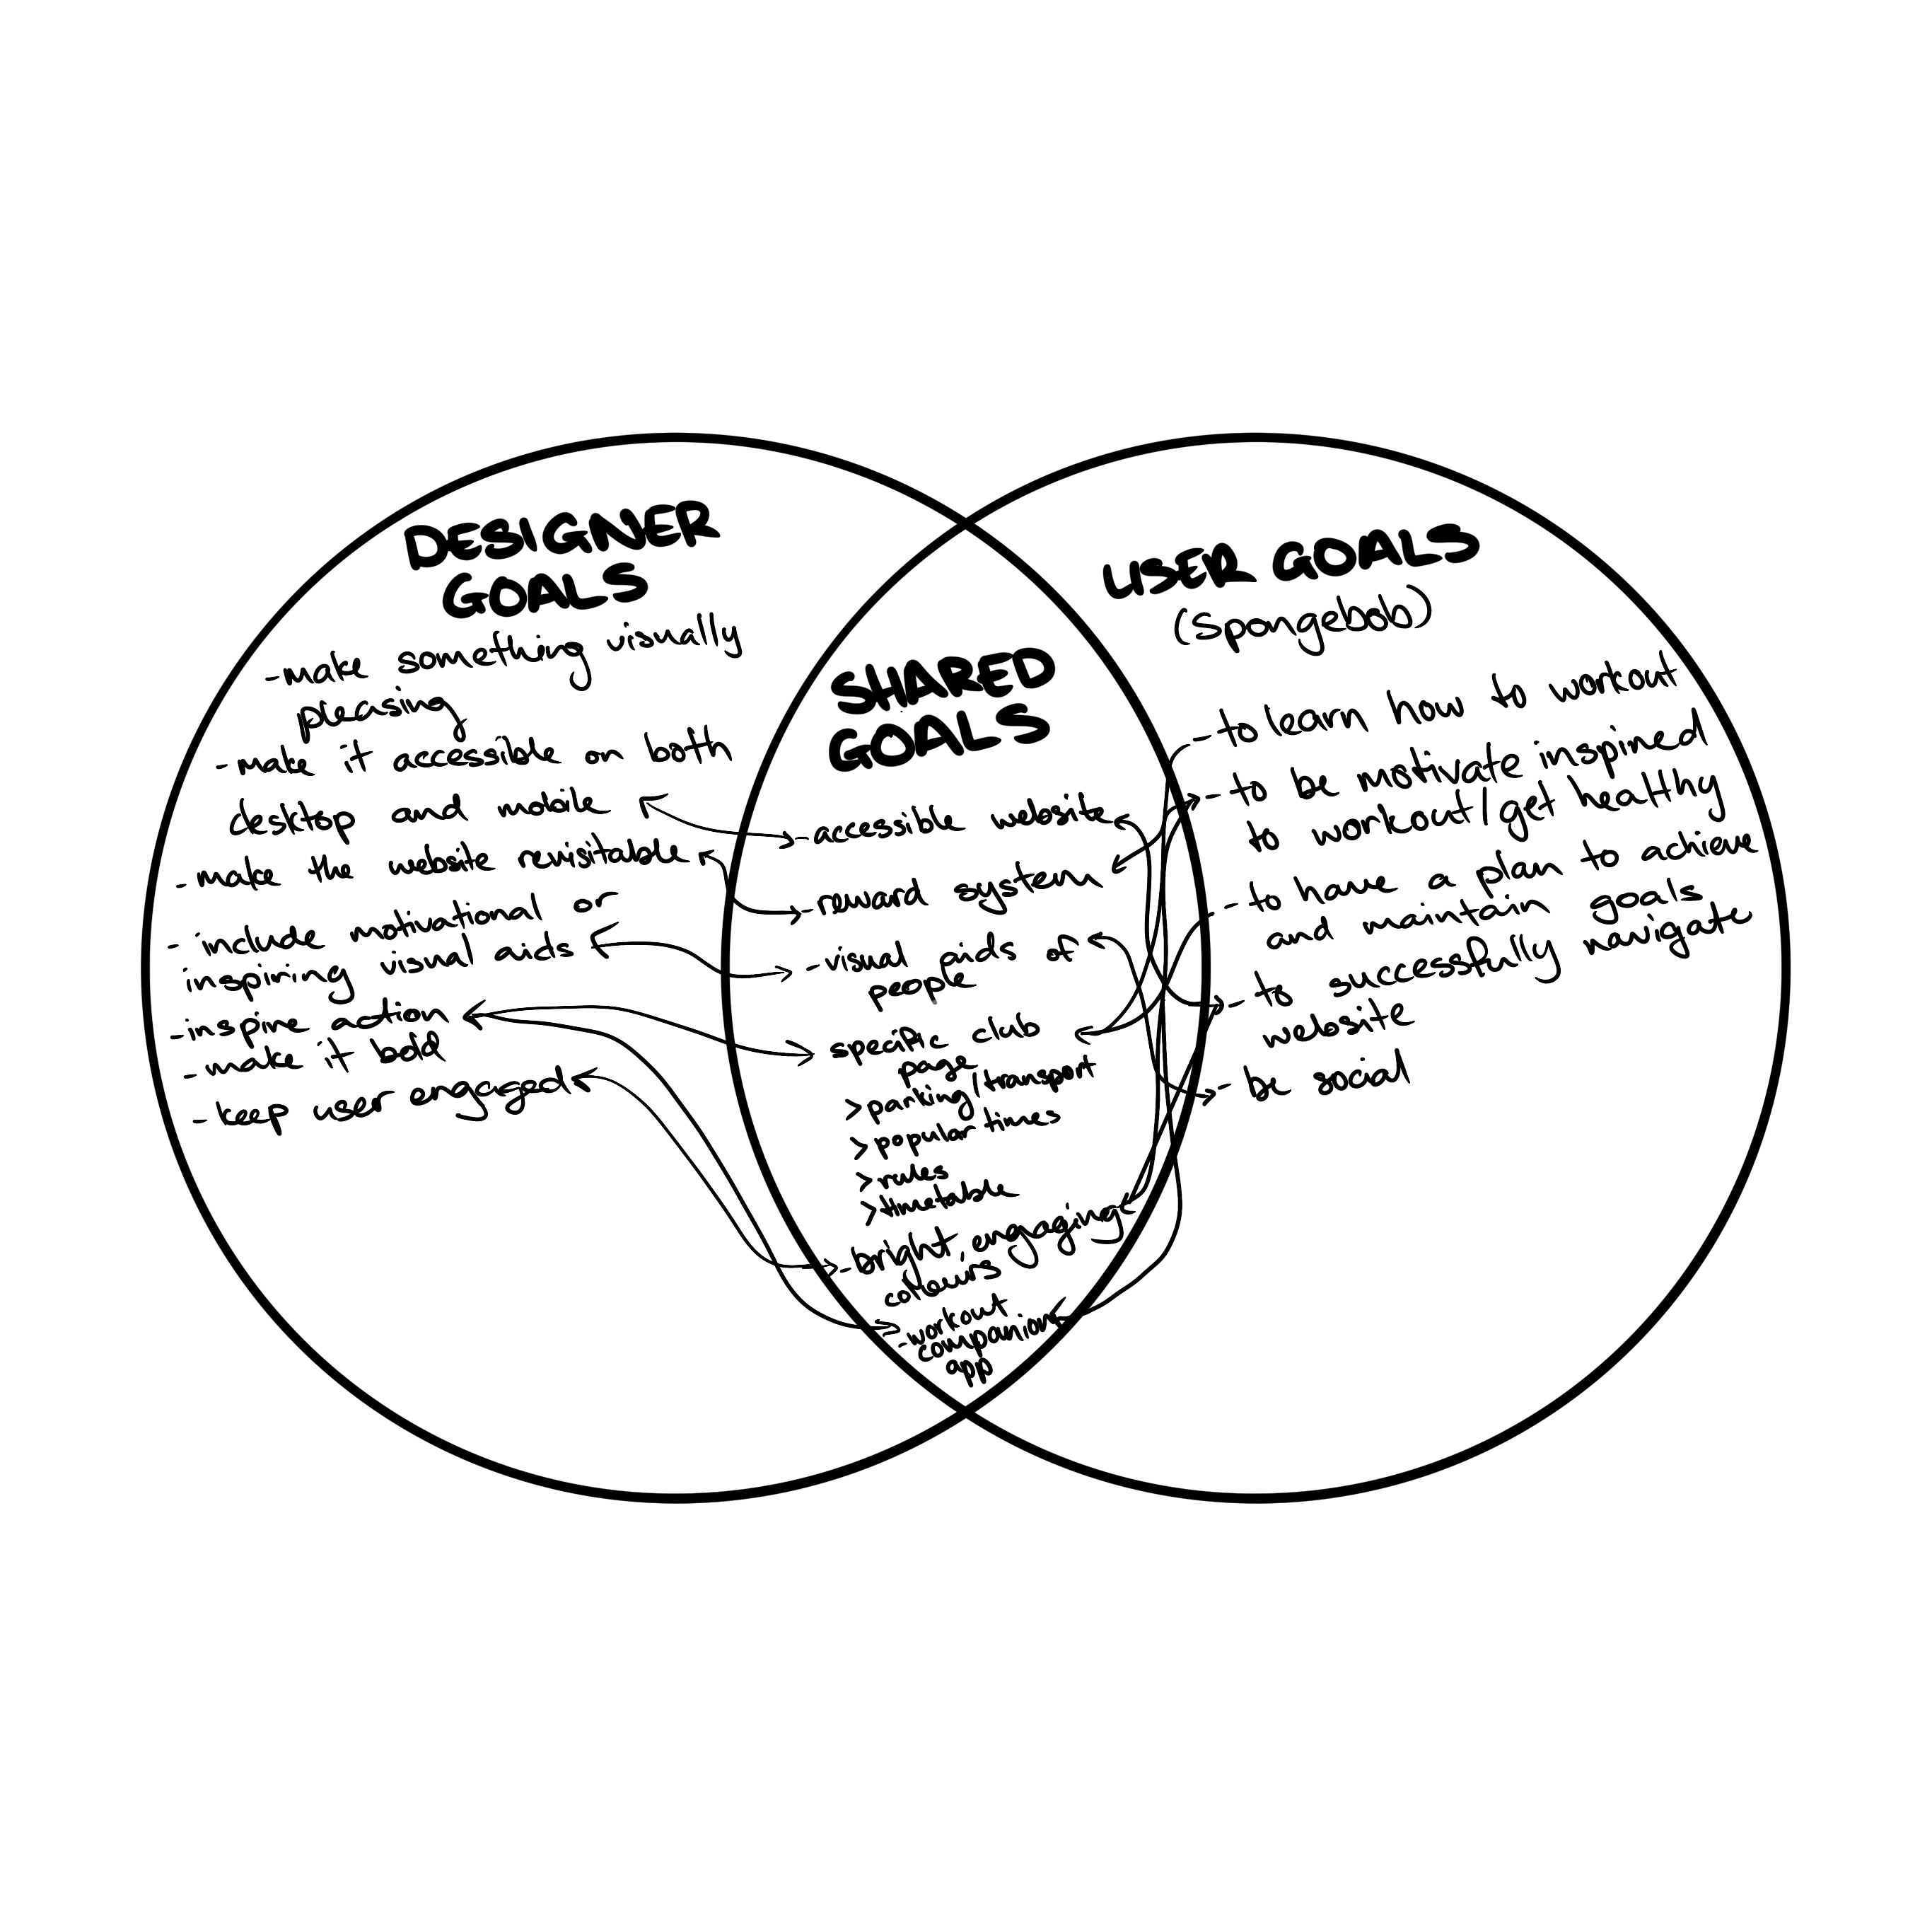 DESIGNER
GOALS
-make something visually
pleasing
- make it accessible on both
desktop and mobile
- make the website revisitable
- include motivational or
inspiring visual aids
- inspire action
- make it bold
- keep user engaged
SHARED
GOALS
- accessible website
- reward system
- visual aids of
people
- specific club
page
> parking/transport
> popular times
> rules
> timetable
- bright, engaging
colours
- workout
companion
app
USER GOALS
(spongebob)
- to learn how to workout
- to be motivate inspired
to workout/get healthy
- to have a plan to achieve
and maintain goals
- to successfully navigate
website
- be social